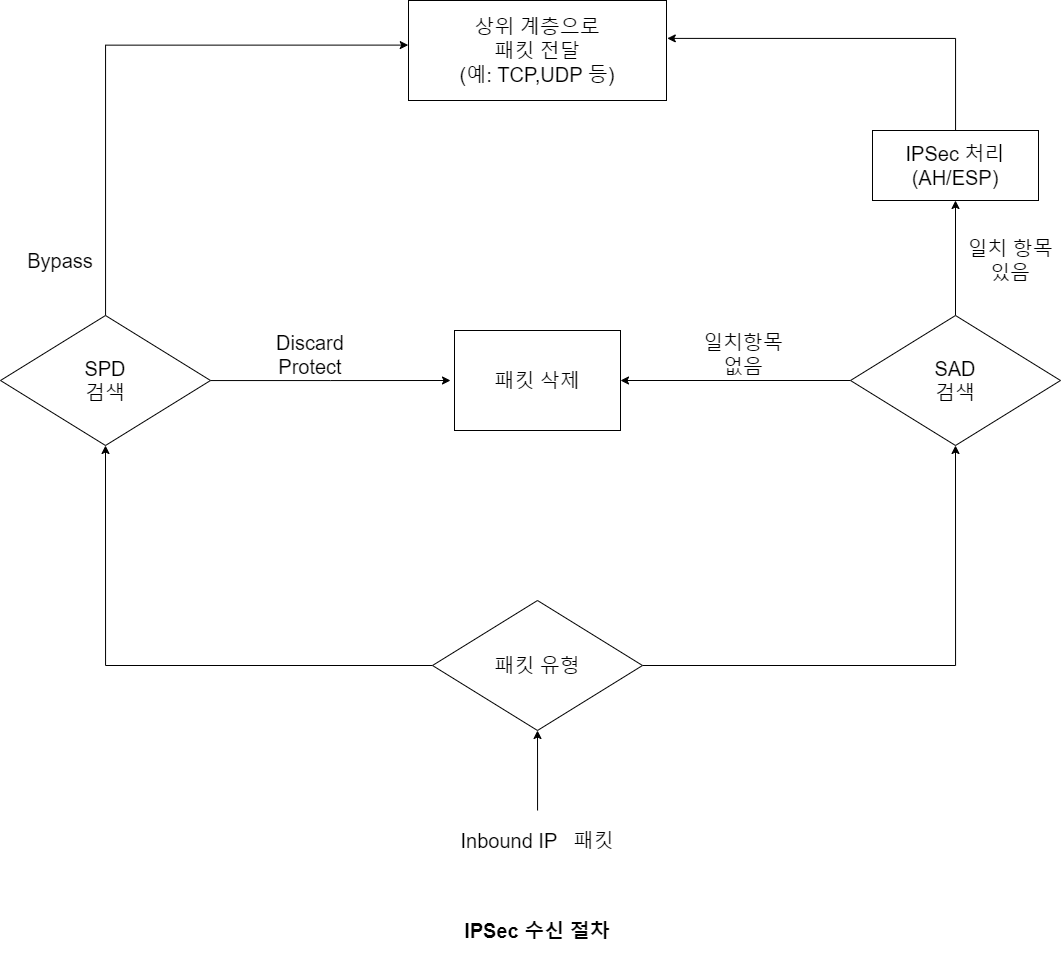 상위 계층으로
패킷 전달
(예: TCP,UDP 등)
IPSec 처리
(AH/ESP)
Bypass
일치 항목
있음
SPD
검색
Discard
Protect
패킷 삭제
일치항목
없음
SAD
검색
패킷 유형
Inbound IP 패킷
IPSec 수신 절차